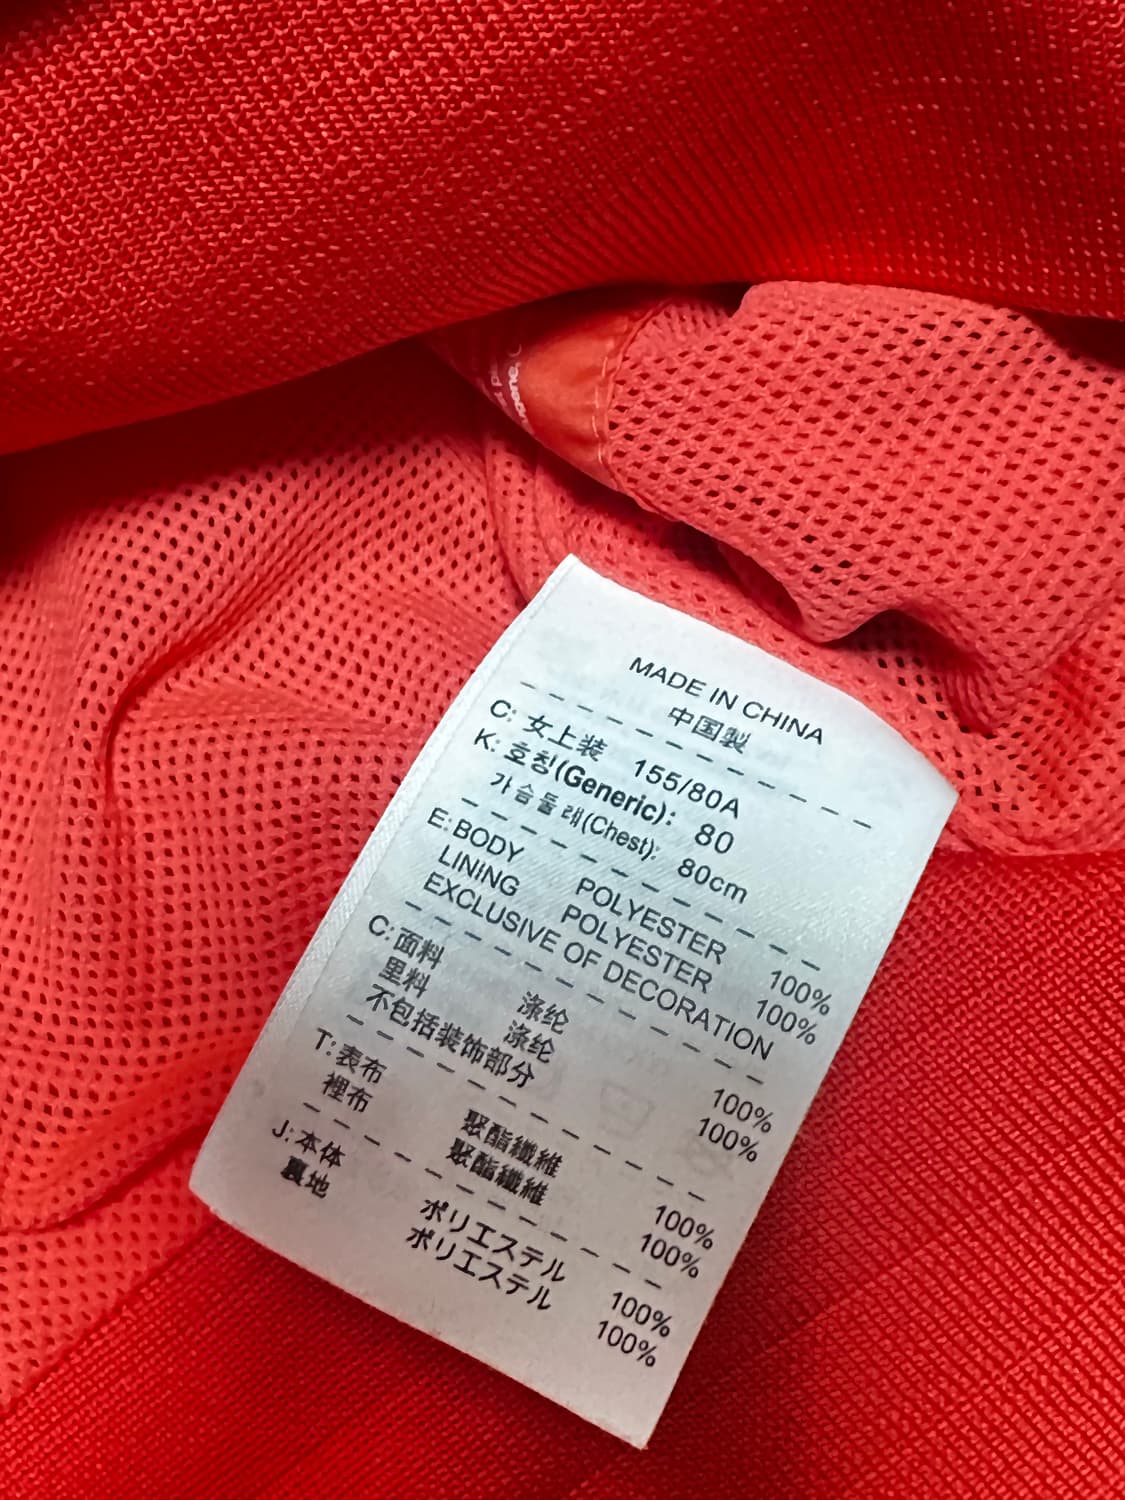 MADE IN CHINA
中国製
C: 女上装 155/80A
K: 호칭(Generic): 80
가슴둘레(Chest): 80cm
E: BODY POLYESTER 100%
LINING POLYESTER 100%
EXCLUSIVE OF DECORATION
C: 面料 涤纶 100%
里料 涤纶 100%
不包括装饰部分
T: 表布 聚酯纖維 100%
裡布 聚酯纖維 100%
J: 本体 ポリエステル 100%
裏地 ポリエステル 100%